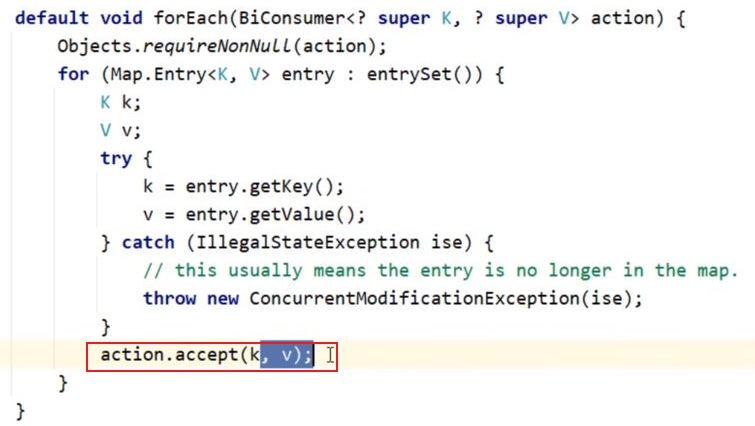 default void forEach(BiConsumer<? super K, ? super V> action) {
Objects.requireNonNull(action);
for (Map.Entry<K, V> entry : entrySet()) {
K k;
V v;
try {
k = entry.getKey();
v = entry.getValue();
} catch (IllegalStateException ise) {
// this usually means the entry is no longer in the map.
throw new ConcurrentModificationException(ise);
}
action.accept(k, v);
}
}